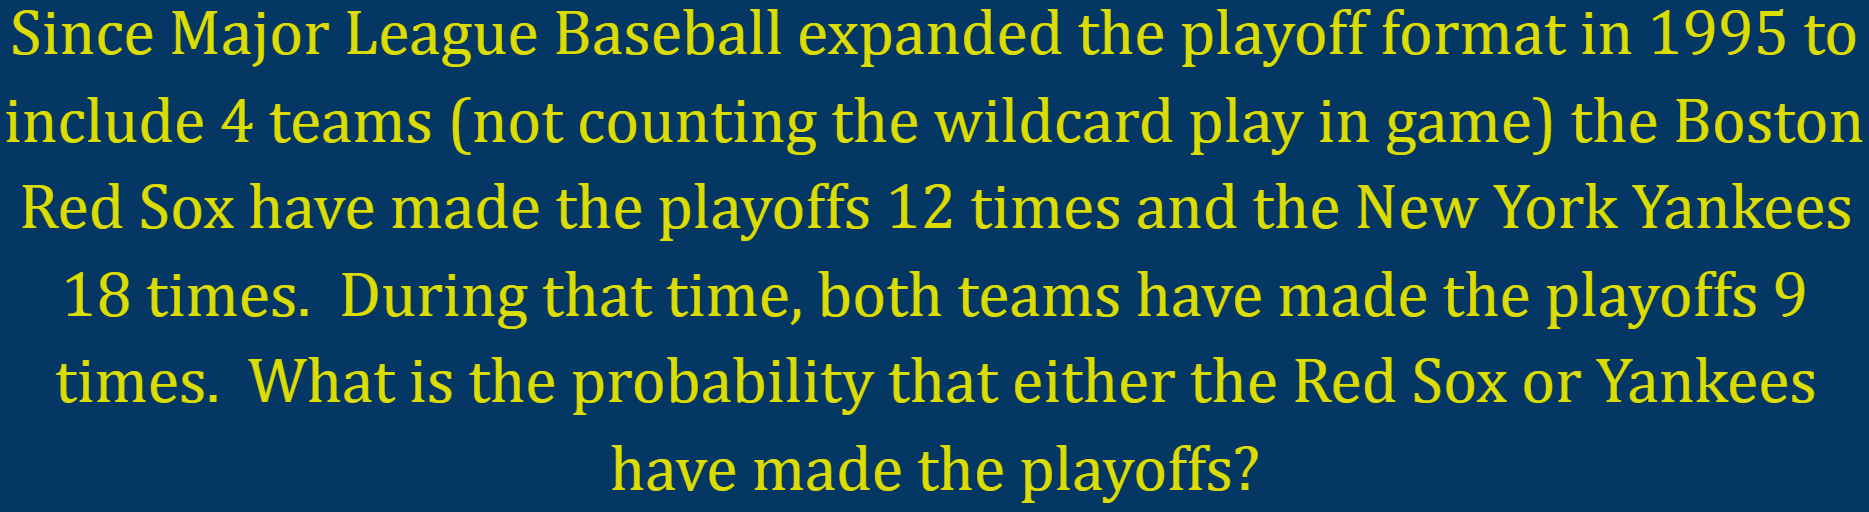 Since Major League Baseball expanded the playoff format in 1995 to
include 4 teams (not counting the wildcard play in game) the Boston
Red Sox have made the playoffs 12 times and the New York Yankees
18 times.  During that time, both teams have made the playoffs 9
times.  What is the probability that either the Red Sox or Yankees
have made the playoffs?